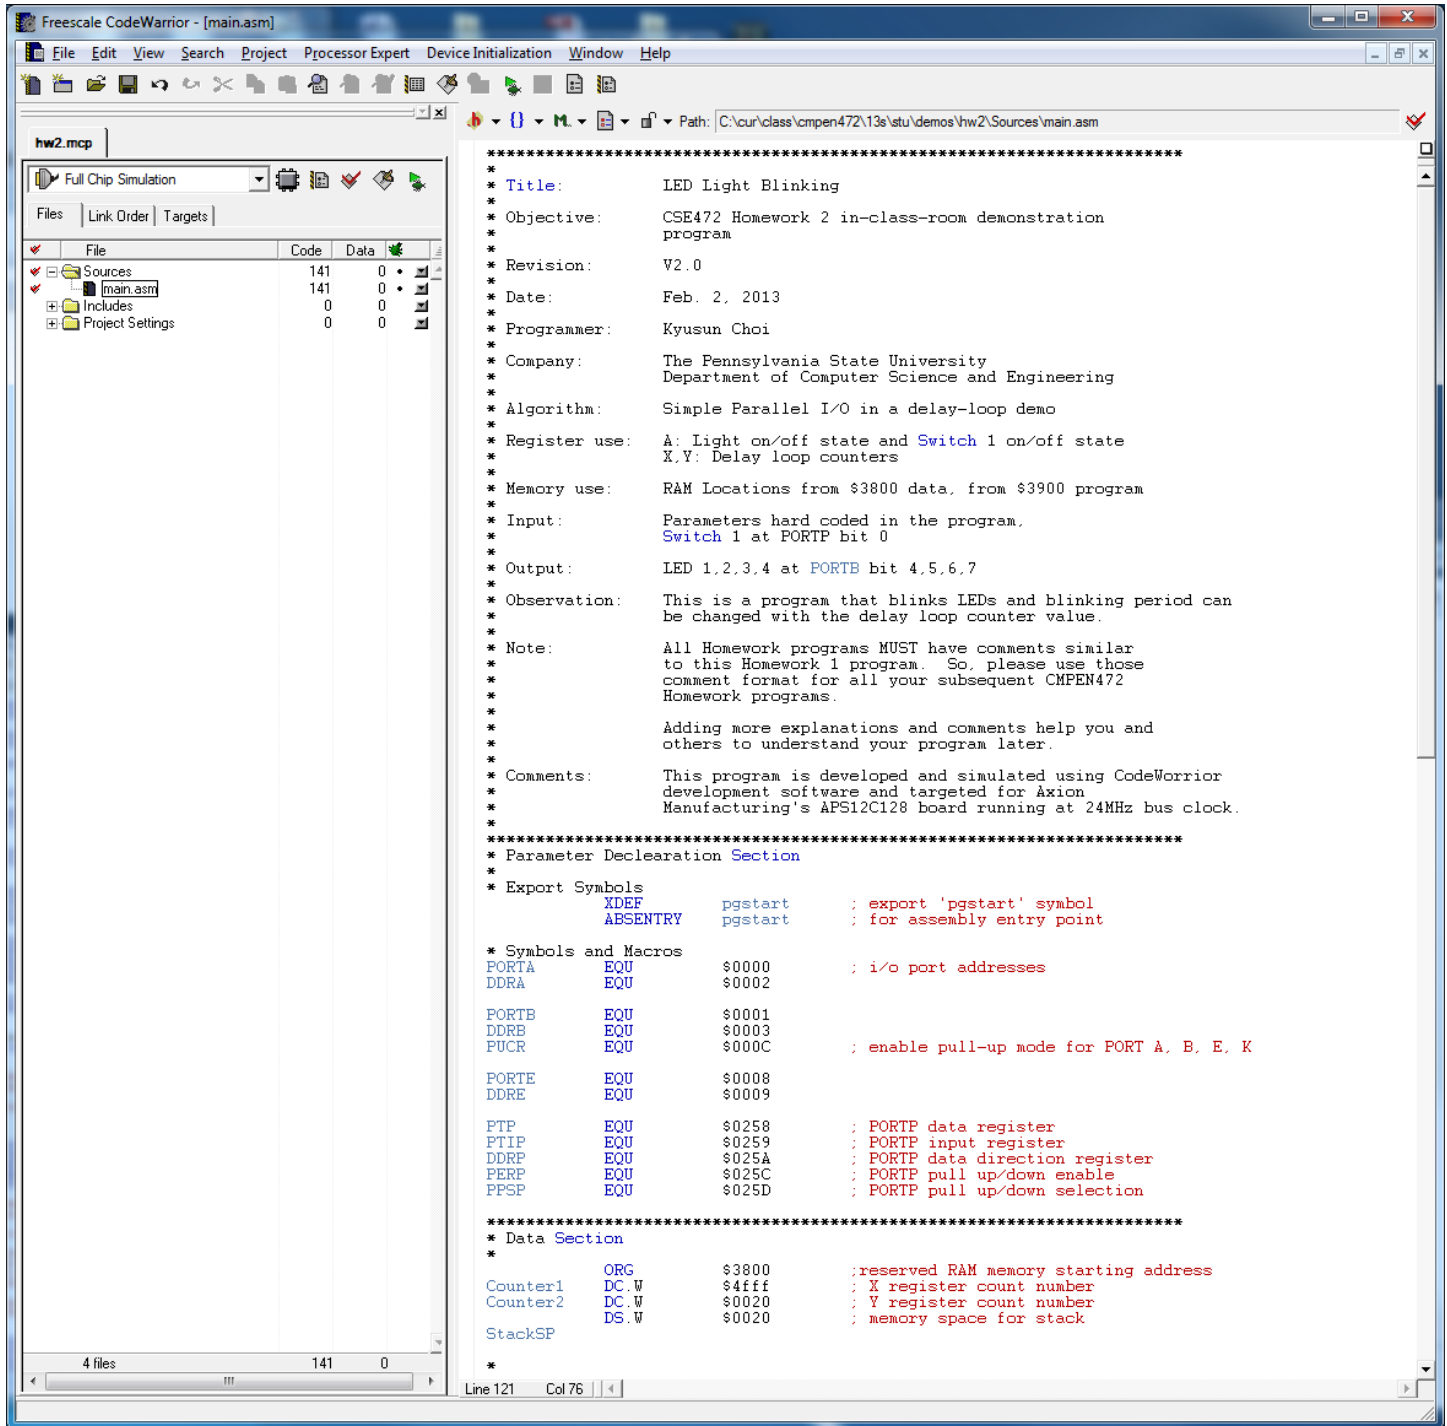 Freescale CodeWarrior - [main.asm]
File Edit View Search Project Processor Expert Device Initialization Window Help
hw2.mcp
Full Chip Simulation
Files Link Order Targets
File Code Data
Sources 141 0
main.asm 141 0
Includes 0 0
Project Settings 0 0
4 files 141 0
M. Path: C:\cur\class\cmpen472\13s\stu\demos\hw2\Sources\main.asm
***********************************************************************
*
* Title: LED Light Blinking
*
* Objective: CSE472 Homework 2 in-class-room demonstration
* program
*
* Revision: V2.0
*
* Date: Feb. 2, 2013
*
* Programmer: Kyusun Choi
*
* Company: The Pennsylvania State University
* Department of Computer Science and Engineering
*
* Algorithm: Simple Parallel I/O in a delay-loop demo
*
* Register use: A: Light on/off state and Switch 1 on/off state
* X,Y: Delay loop counters
*
* Memory use: RAM Locations from $3800 data, from $3900 program
*
* Input: Parameters hard coded in the program,
* Switch 1 at PORTP bit 0
*
* Output: LED 1,2,3,4 at PORTB bit 4,5,6,7
*
* Observation: This is a program that blinks LEDs and blinking period can
* be changed with the delay loop counter value.
*
* Note: All Homework programs MUST have comments similar
* to this Homework 1 program. So, please use those
* comment format for all your subsequent CMPEN472
* Homework programs.
*
* Adding more explanations and comments help you and
* others to understand your program later.
*
* Comments: This program is developed and simulated using CodeWorrior
* development software and targeted for Axion
* Manufacturing's APS12C128 board running at 24MHz bus clock.
*
***********************************************************************
* Parameter Declearation Section
*
* Export Symbols
XDEF pgstart ; export 'pgstart' symbol
ABSENTRY pgstart ; for assembly entry point
* Symbols and Macros
PORTA EQU $0000 ; i/o port addresses
DDRA EQU $0002
PORTB EQU $0001
DDRB EQU $0003
PUCR EQU $000C ; enable pull-up mode for PORT A, B, E, K
PORTE EQU $0008
DDRE EQU $0009
PTP EQU $0258 ; PORTP data register
PTIP EQU $0259 ; PORTP input register
DDRP EQU $025A ; PORTP data direction register
PERP EQU $025C ; PORTP pull up/down enable
PPSP EQU $025D ; PORTP pull up/down selection
***********************************************************************
* Data Section
*
ORG $3800 ;reserved RAM memory starting address
Counter1 DC.W $4fff ; X register count number
Counter2 DC.W $0020 ; Y register count number
DS.W $0020 ; memory space for stack
StackSP
*
Line 121 Col 76